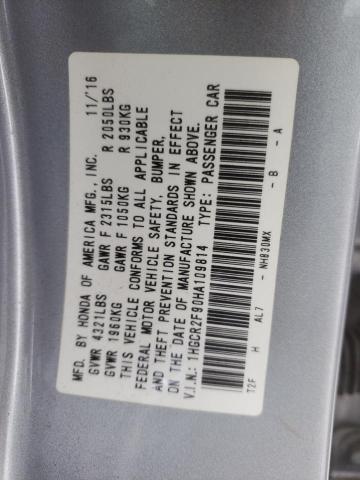 MFD. BY HONDA OF AMERICA MFG., INC. 11/'16
GVWR 4321LBS GAWR F 2315LBS R 2050LBS
GVWR 1960KG GAWR F 1050KG R 930KG
THIS VEHICLE CONFORMS TO ALL APPLICABLE
FEDERAL MOTOR VEHICLE SAFETY, BUMPER,
AND THEFT PREVENTION STANDARDS IN EFFECT
ON THE DATE OF MANUFACTURE SHOWN ABOVE.
V.I.N.: 1HGCR2F90HA109814 TYPE: PASSENGER CAR
T2F H AL7 - NH830MX - B - A